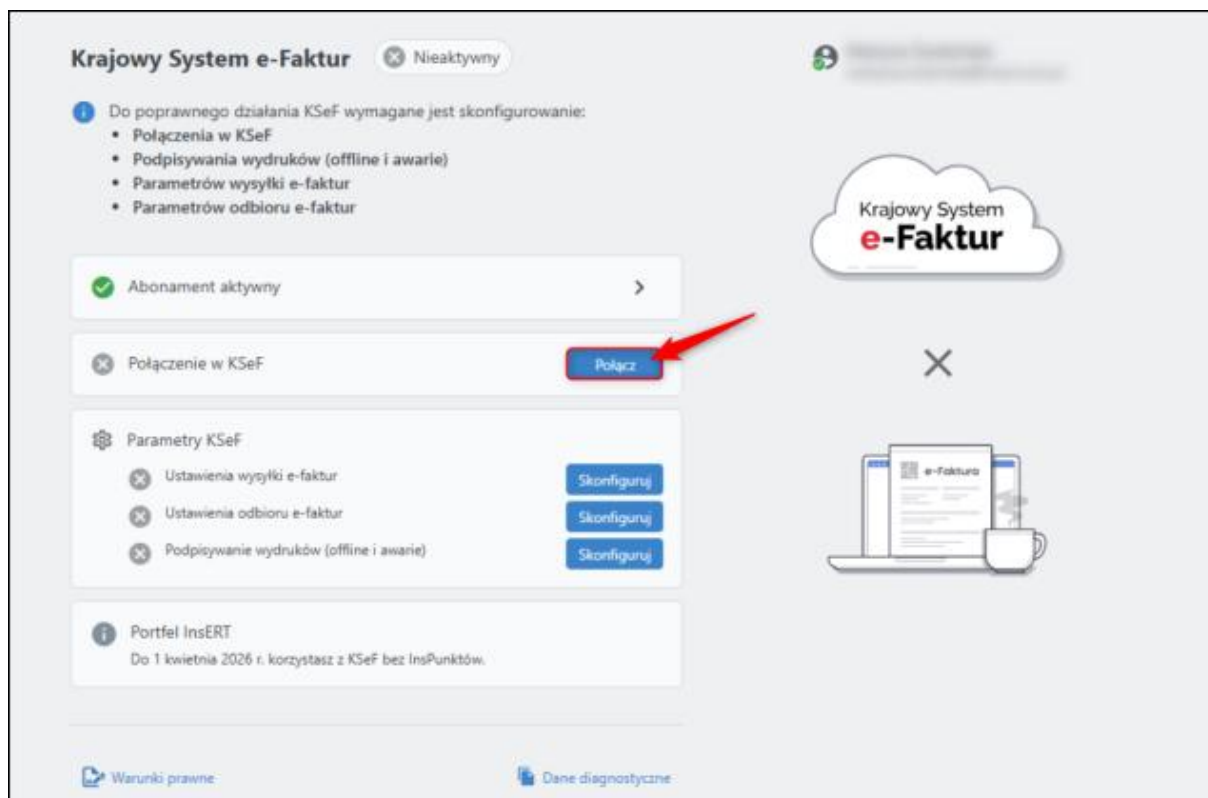 Krajowy System e-Faktur
Nieaktywny
Do poprawnego działania KSeF wymagane jest skonfigurowanie:
• Połączenia w KSeF
• Podpisywania wydruków (offline i awarie)
• Parametrów wysyłki e-faktur
• Parametrów odbioru e-faktur
Abonament aktywny
Połączenie w KSeF
Połącz
Parametry KSeF
Ustawienia wysyłki e-faktur
Skonfiguruj
Ustawienia odbioru e-faktur
Skonfiguruj
Podpisywanie wydruków (offline i awarie)
Skonfiguruj
Portfel InsERT
Do 1 kwietnia 2026 r. korzystasz z KSeF bez InsPunktów.
Warunki prawne
Dane diagnostyczne
Krajowy System
e-Faktur
e-Faktura